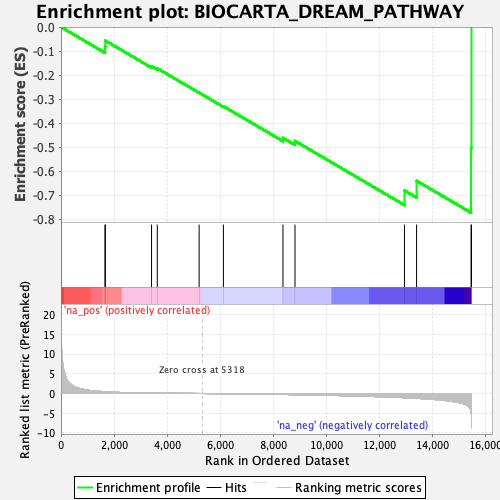 Enrichment plot: BIOCARTA_DREAM_PATHWAY
Enrichment score (ES)
0.0
-0.1
-0.2
-0.3
-0.4
-0.5
-0.6
-0.7
-0.8
'na_pos' (positively correlated)
Zero cross at 5318
'na_neg' (negatively correlated)
Ranked list metric (PreRanked)
20
15
10
5
0
-5
-10
0 2,000 4,000 6,000 8,000 10,000 12,000 14,000 16,000
Rank in Ordered Dataset
Enrichment profile Hits Ranking metric scores